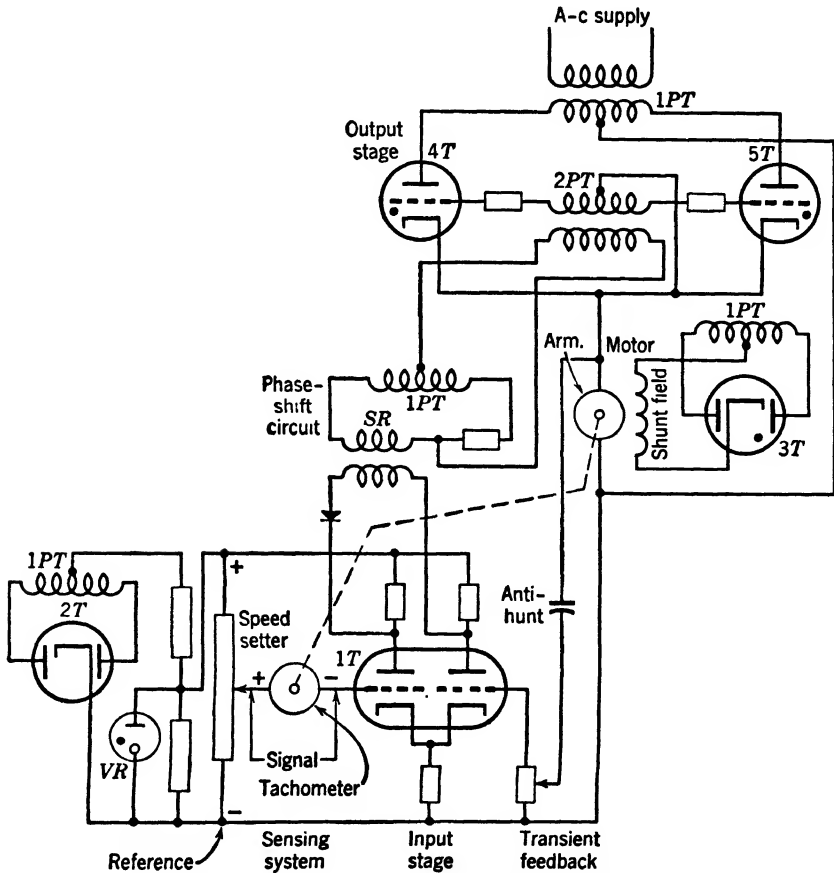 A-c supply
1PT
Output
stage
4T
5T
2PT
1PT
Arm.
Motor
Shunt field
3T
Phase-
shift
circuit
1PT
SR
1PT
2T
+
Speed
setter
Anti-
hunt
1T
+
−
VR
Signal
Tachometer
−
Reference
Sensing
system
Input
stage
Transient
feedback